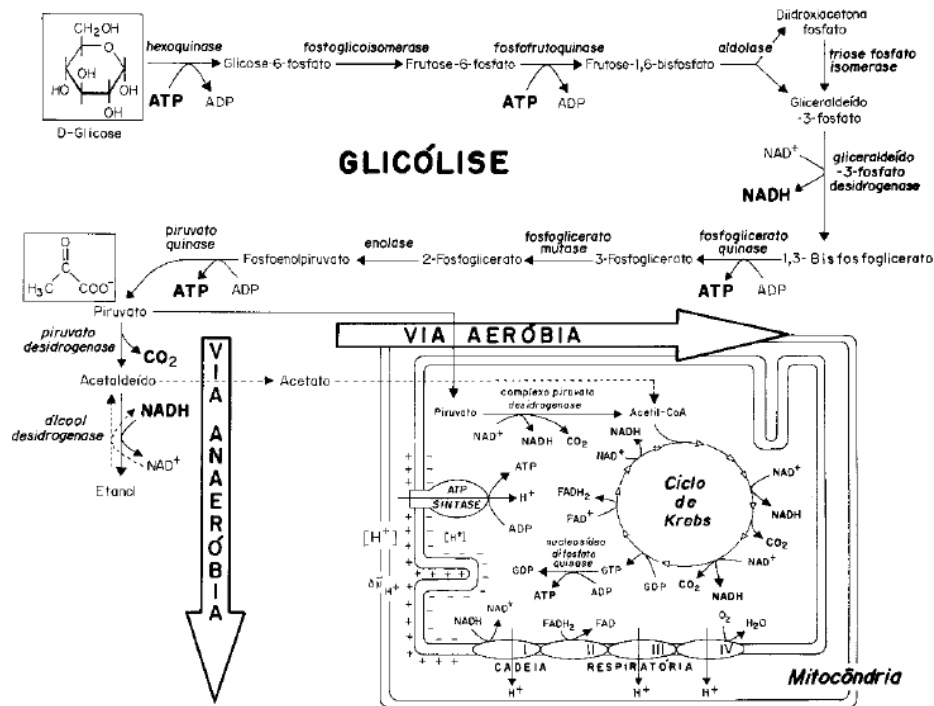 CH₂OH
O
OH
HO
OH
OH
D-Glicose
hexoquinase
ATP
ADP
Glicose-6-fosfato
fostoglicoisomerase
Frutose-6-fosfato
fosfofrutoquinase
ATP
ADP
Frutose-1,6-bisfosfato
aldolase
Diidroxiacetona
fosfato
triose fosfato
isomerase
Gliceraldeído
-3-fosfato
GLICÓLISE
NAD⁺
NADH
gliceraldeído
-3-fosfato
desidrogenase
1,3-Bisfosfoglicerato
fosfoglicerato
quinase
ATP
ADP
3-Fosfoglicerato
fosfoglicerato
mutase
2-Fosfoglicerato
enolase
Fosfoenolpiruvato
piruvato
quinase
ATP
ADP
O
H₃C
COO⁻
Piruvato
piruvato
desidrogenase
CO₂
Acetaldeído
Acetato
álcool
desidrogenase
NADH
NAD⁺
Etanol
VIA ANAERÓBIA
VIA AERÓBIA
Piruvato
complexo piruvato
desidrogenase
NAD⁺
NADH
CO₂
Acetil-CoA
Ciclo
de
Krebs
NAD⁺
NADH
CO₂
NAD⁺
NADH
CO₂
GDP
GTP
nucleosídeo
difosfato
quinase
GDP
ATP
ADP
FAD⁺
FADH₂
NAD⁺
NADH
ATP
SINTASE
ATP
H⁺
ADP
[H⁺]
[H⁺]
Δμ̃ H⁺
NADH
NAD⁺
FADH₂
FAD
O₂
H₂O
I
II
III
IV
CADEIA RESPIRATÓRIA
H⁺
H⁺
H⁺
Mitocôndria